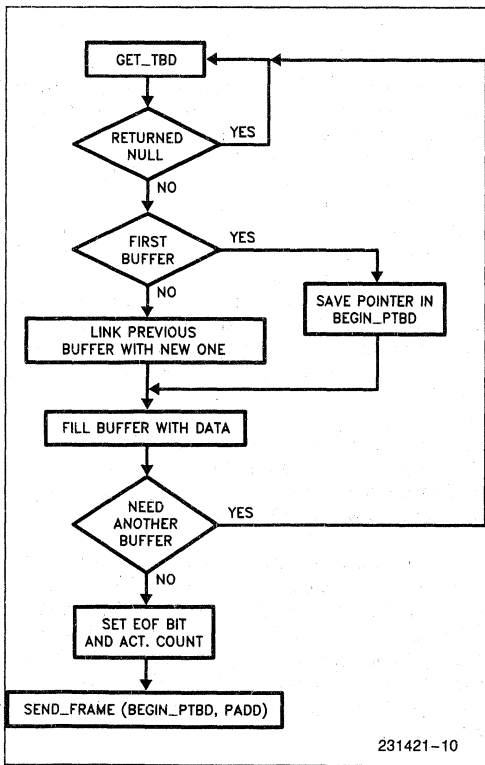 GET_TBD
RETURNED
NULL
YES
NO
FIRST
BUFFER
YES
NO
SAVE POINTER IN
BEGIN_PTBD
LINK PREVIOUS
BUFFER WITH NEW ONE
FILL BUFFER WITH DATA
NEED
ANOTHER
BUFFER
YES
NO
SET EOF BIT
AND ACT. COUNT
SEND_FRAME (BEGIN_PTBD, PADD)
231421-10